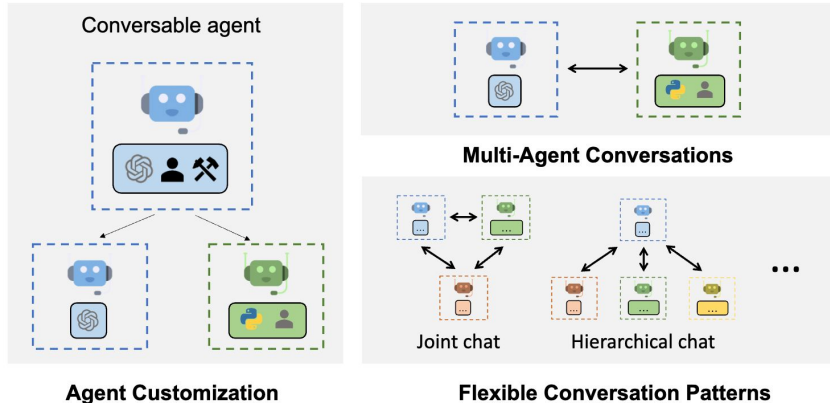 Conversable agent
Agent Customization
Multi-Agent Conversations
...
...
...
...
...
...
...
...
Joint chat
Hierarchical chat
Flexible Conversation Patterns